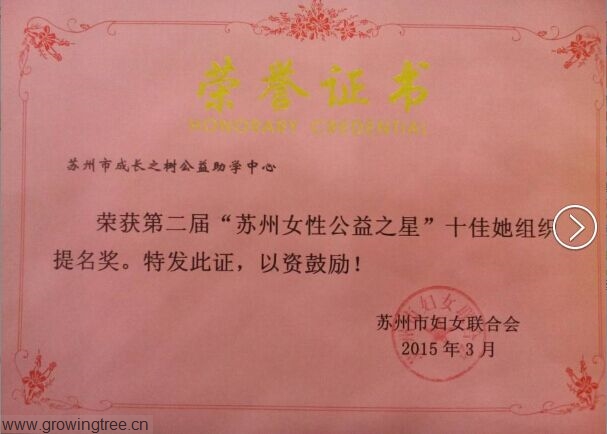 荣誉证书
HONORARY CREDENTIAL
苏州市成长之树公益助学中心
荣获第二届“苏州女性公益之星”十佳她组织
提名奖。特发此证，以资鼓励！
苏州市妇女联合会
2015年3月
www.growingtree.cn